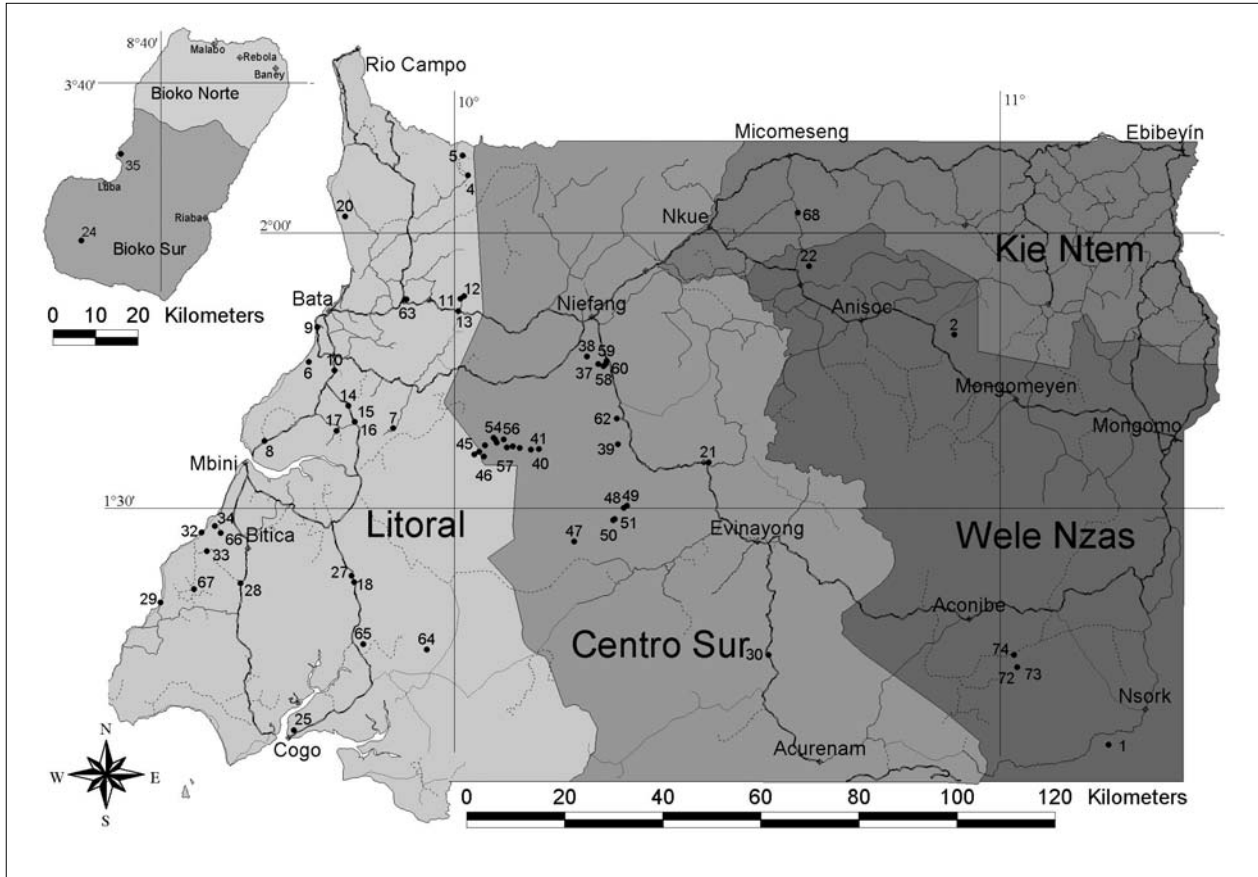 8°40'
Malabo
Rebola
Baney
3°40'
Bioko Norte
35
Luba
Riaba
24
Bioko Sur
0 10 20 Kilometers
Rio Campo
10°
11°
Micomeseng
Ebibeyín
5
4
20
Nkue
68
2°00'
22
Kie Ntem
12
11
Bata
63
13
Niefang
Anisoc
9
2
38
59
6
10
37
60
58
Mongomeyen
14
15
7
62
17
16
54
56
41
Mongomo
8
45
39
40
Mbini
46
57
21
1°30'
48
49
34
Litoral
51
Evinayong
Wele Nzas
32
66
Bitica
50
33
47
27
18
67
28
29
Aconibe
65
64
Centro Sur
30
74
72
73
Nsork
25
Cogo
Acurenam
1
N
W
E
S
0 20 40 60 80 100 120 Kilometers